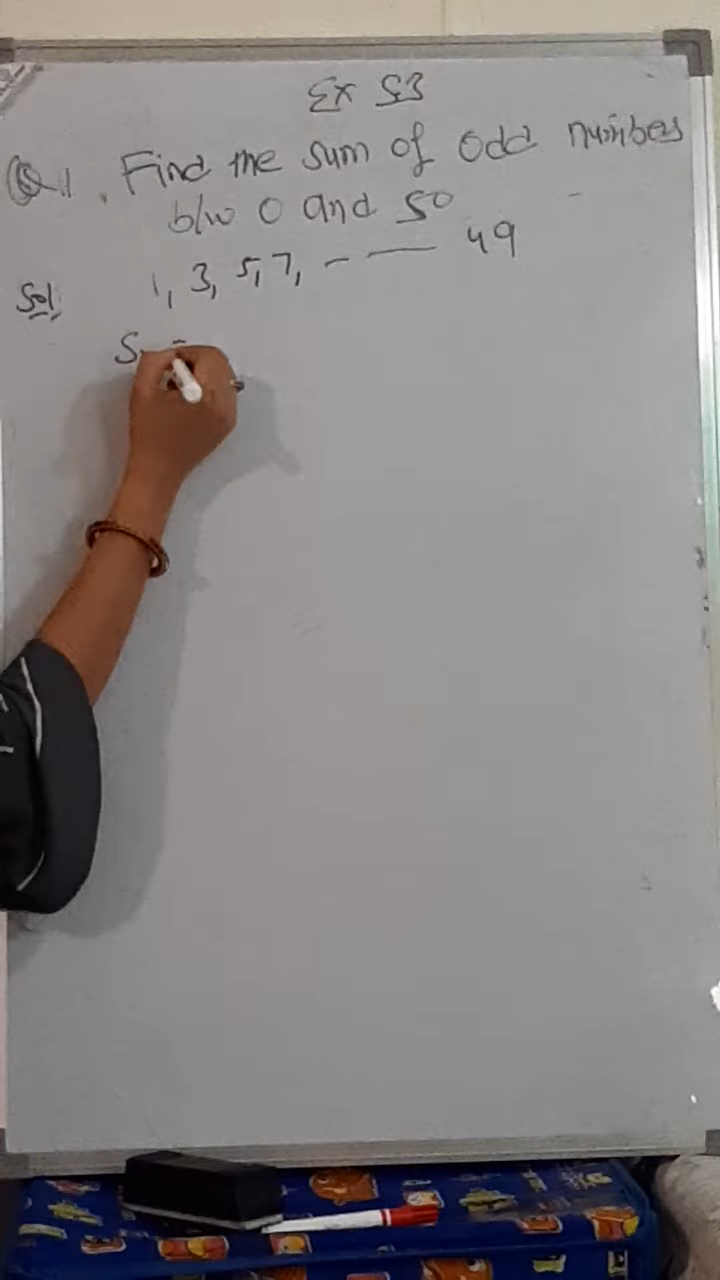 Ex 5.3
Q.1. Find the sum of odd numbers
b/w 0 and 50
Sol 1, 3, 5, 7, - — 49
S